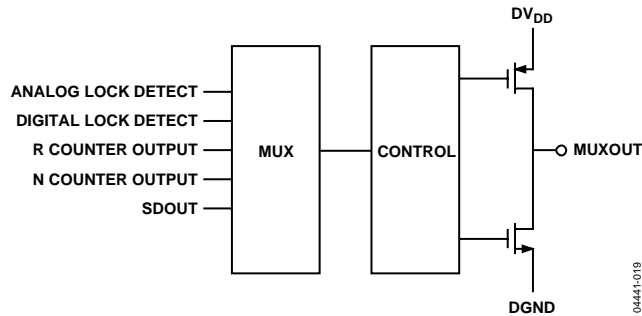 DVDD
ANALOG LOCK DETECT
DIGITAL LOCK DETECT
R COUNTER OUTPUT
N COUNTER OUTPUT
SDOUT
MUX
CONTROL
MUXOUT
DGND
04441-019